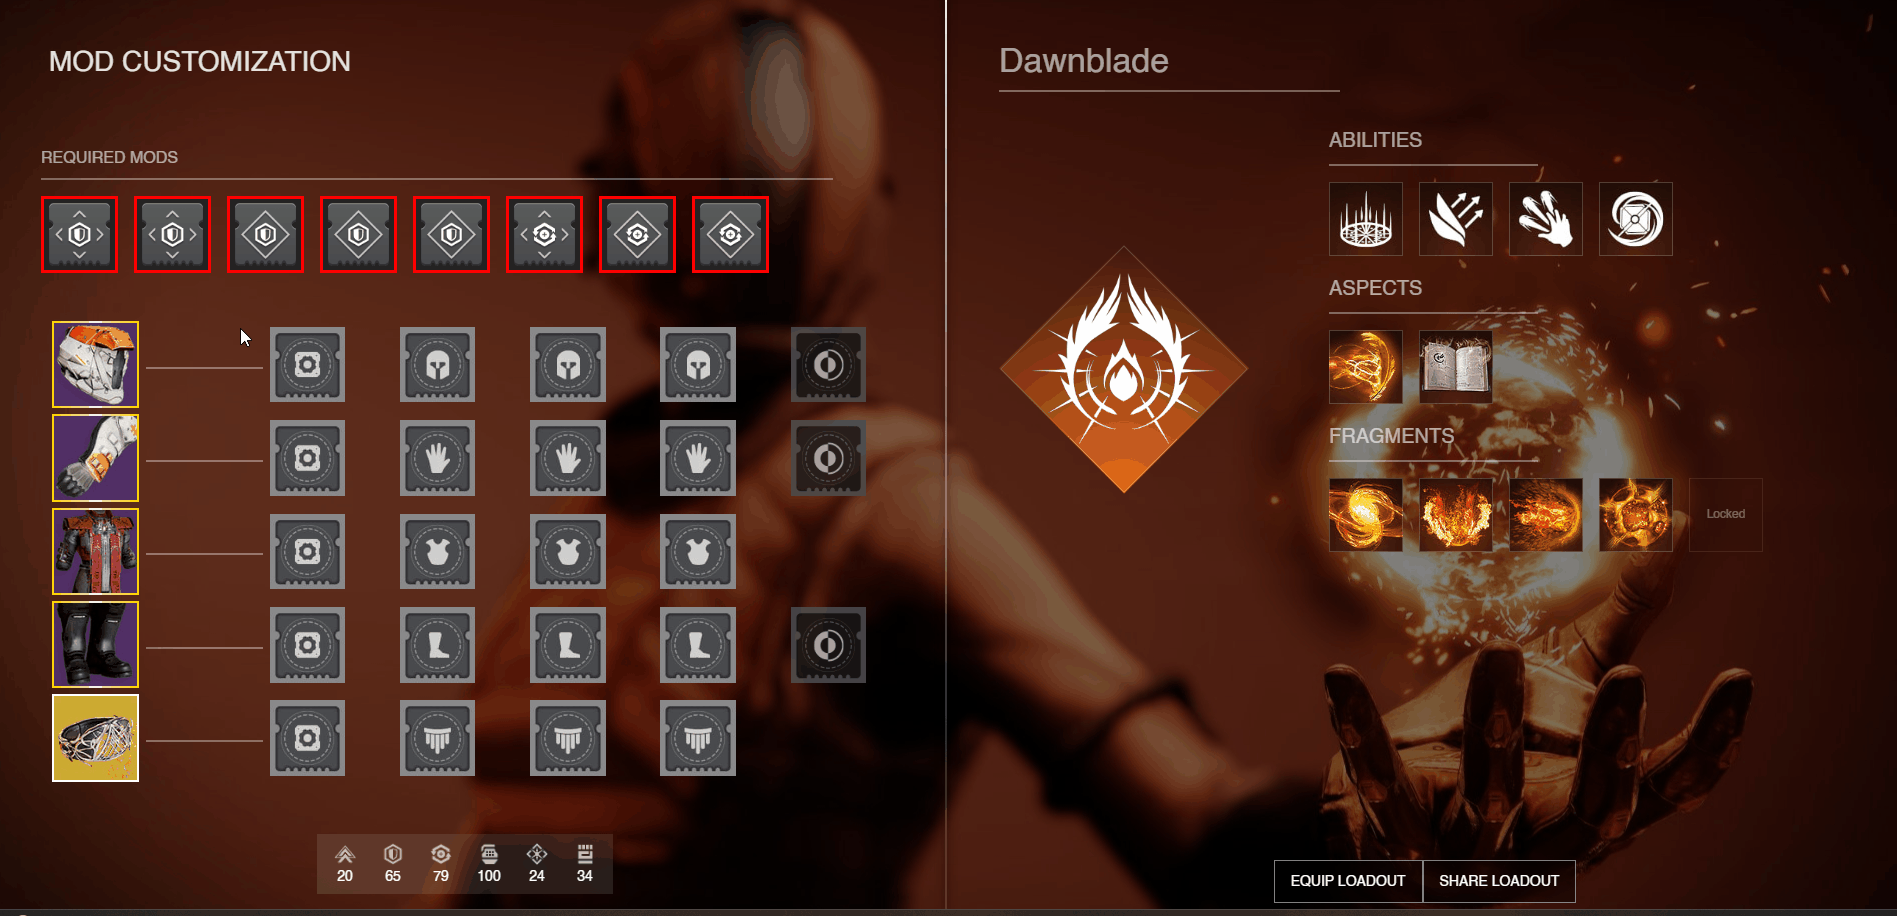 MOD CUSTOMIZATION
REQUIRED MODS
20 65 79 100 24 34
Dawnblade
ABILITIES
ASPECTS
FRAGMENTS
Locked
EQUIP LOADOUT
SHARE LOADOUT